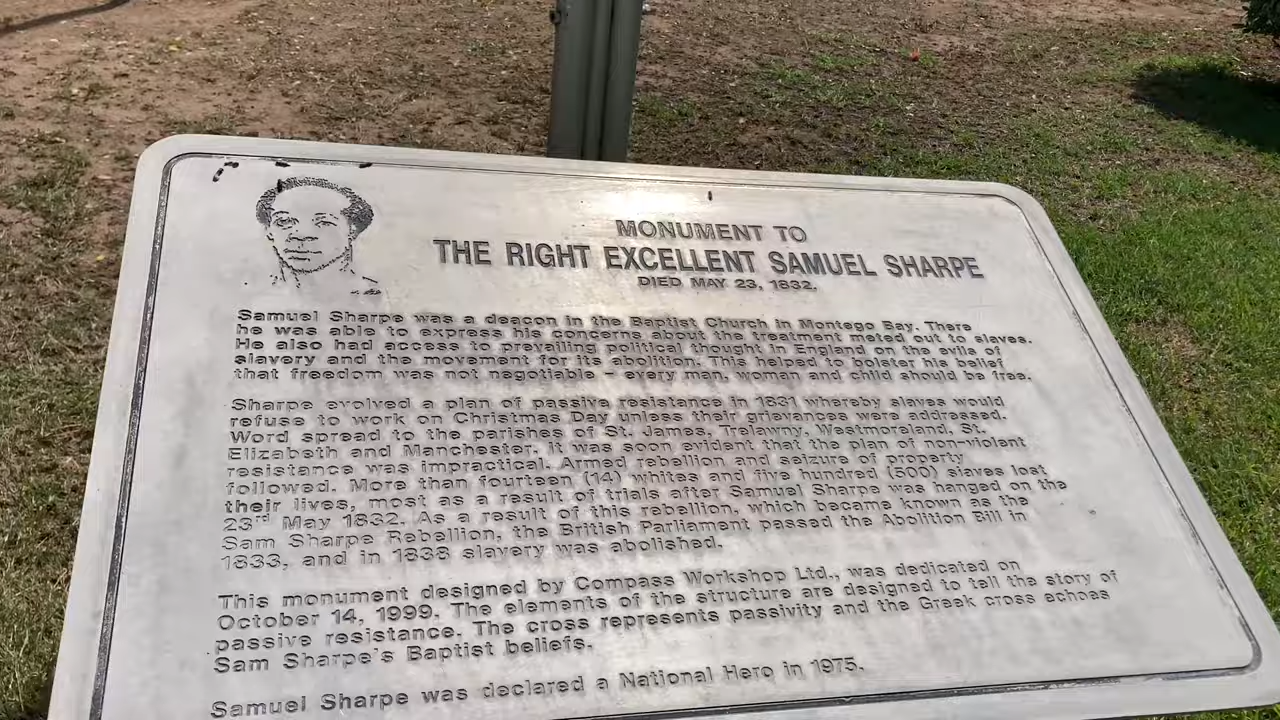 MONUMENT TO
THE RIGHT EXCELLENT SAMUEL SHARPE
DIED MAY 23, 1832.
Samuel Sharpe was a deacon in the Baptist Church in Montego Bay. There
he was able to express his concerns about the treatment meted out to slaves.
He also had access to prevailing political thought in England on the evils of
slavery and the movement for its abolition. This helped to bolster his belief
that freedom was not negotiable – every man, woman and child should be free.
Sharpe evolved a plan of passive resistance in 1831 whereby slaves would
refuse to work on Christmas Day unless their grievances were addressed.
Word spread to the parishes of St. James, Trelawny, Westmoreland, St.
Elizabeth and Manchester. It was soon evident that the plan of non-violent
resistance was impractical. Armed rebellion and seizure of property
followed. More than fourteen (14) whites and five hundred (500) slaves lost
their lives, most as a result of trials after Samuel Sharpe was hanged on the
23rd May 1832. As a result of this rebellion, which became known as the
Sam Sharpe Rebellion, the British Parliament passed the Abolition Bill in
1833, and in 1838 slavery was abolished.
This monument designed by Compass Workshop Ltd., was dedicated on
October 14, 1999. The elements of the structure are designed to tell the story of
passive resistance. The cross represents passivity and the Greek cross echoes
Sam Sharpe's Baptist beliefs.
Samuel Sharpe was declared a National Hero in 1975.